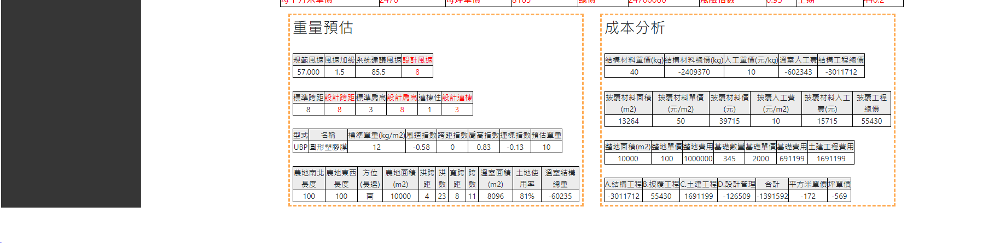 每平方米單價 2470 每坪單價 8165 總價 24700000 風險指數 0.95 工期 440.2
重量預估
規範風速 風速加級 系統建議風速 設計風速
57.000 1.5 85.5 8
標準跨距 設計跨距 標準肩高 設計肩高 連棟性 設計連棟
8 8 3 8 1 3
型式 名稱 標準單重(kg/m2) 風速指數 跨距指數 肩高指數 連棟指數 預估單重
UBP 圓形塑膠膜 12 -0.58 0 0.83 -0.13 10
農地南北 農地東西 方位 農地面積 拱跨 拱 寬跨 跨 溫室面積 土地使 溫室結構
長度 長度 (長邊) (m2) 距 數 距 數 (m2) 用率 總重
100 100 南 10000 4 23 8 11 8096 81% -60235
成本分析
結構材料單價(kg) 結構材料總價(kg) 人工單價(元/kg) 溫室人工費 結構工程總價
40 -2409370 10 -602343 -3011712
披覆材料面積 披覆材料單價 披覆材料價 披覆人工費 披覆材料人工 披覆工程
(m2) (元/m2) (元) (元/m2) 費(元) 總價
13264 50 39715 10 15715 55430
整地面積(m2) 整地單價 整地費用 基礎數量 基礎單價 基礎費用 土建工程費用
10000 100 1000000 345 2000 691199 1691199
A.結構工程 B.披覆工程 C.土建工程 D.設計管理 合計 平方米單價 坪單價
-3011712 55430 1691199 -126509 -1391592 -172 -569